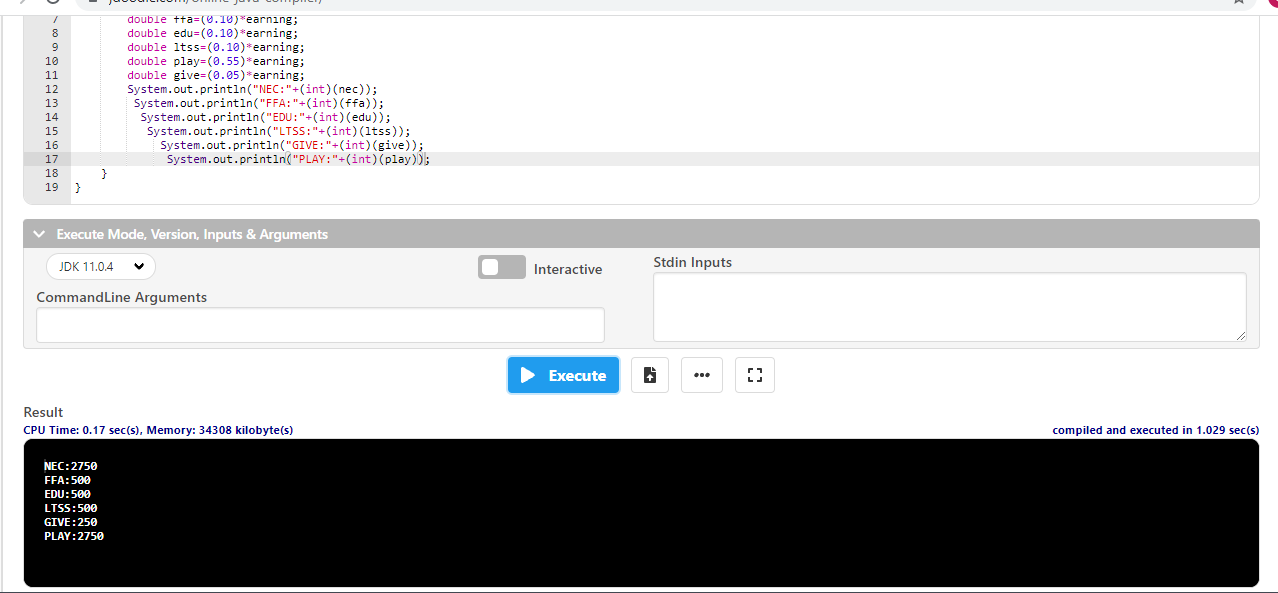 7 double ffa=(0.10)*earning;
8 double edu=(0.10)*earning;
9 double ltss=(0.10)*earning;
10 double play=(0.55)*earning;
11 double give=(0.05)*earning;
12 System.out.println("NEC:"+(int)(nec));
13 System.out.println("FFA:"+(int)(ffa));
14 System.out.println("EDU:"+(int)(edu));
15 System.out.println("LTSS:"+(int)(ltss));
16 System.out.println("GIVE:"+(int)(give));
17 System.out.println("PLAY:"+(int)(play));
18 }
19 }
Execute Mode, Version, Inputs & Arguments
JDK 11.0.4
Interactive
Stdin Inputs
CommandLine Arguments
Execute
Result
CPU Time: 0.17 sec(s), Memory: 34308 kilobyte(s)
compiled and executed in 1.029 sec(s)
NEC:2750
FFA:500
EDU:500
LTSS:500
GIVE:250
PLAY:2750